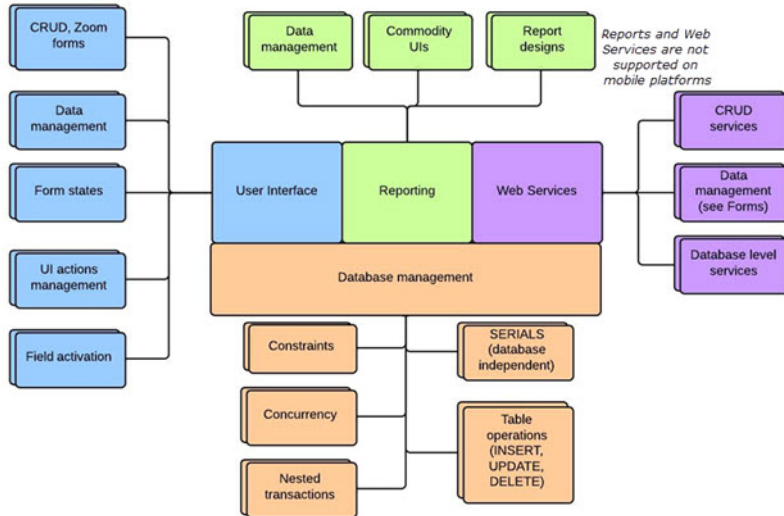 CRUD, Zoom
forms
Data
management
Form states
UI actions
management
Field activation
Data
management
Commodity
UIs
Report
designs
Reports and Web
Services are not
supported on
mobile platforms
User Interface
Reporting
Web Services
Database management
CRUD
services
Data
management
(see Forms)
Database level
services
Constraints
Concurrency
Nested
transactions
SERIALS
(database
independent)
Table
operations
(INSERT,
UPDATE,
DELETE)